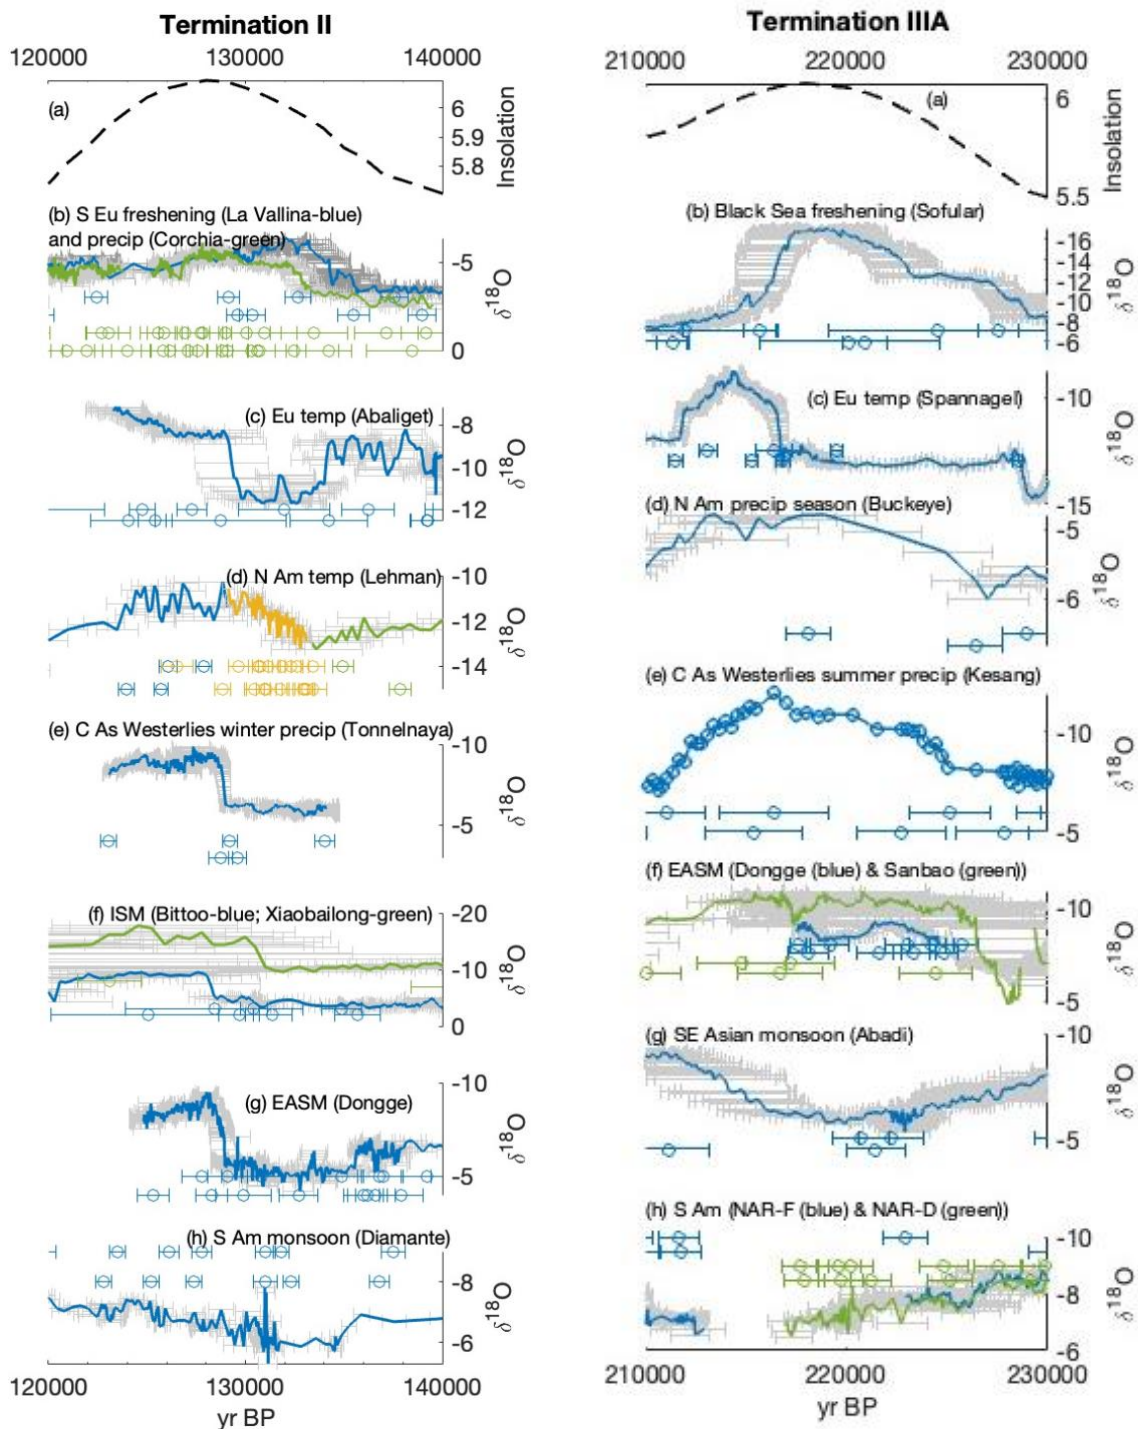 Termination II
120000 130000 140000
(a)
6
5.9
5.8
Insolation
(b) S Eu freshening (La Vallina-blue)
and precip (Corchia-green)
-5
0
δ18O
(c) Eu temp (Abaliget)
-8
-10
-12
δ18O
(d) N Am temp (Lehman)
-10
-12
-14
δ18O
(e) C As Westerlies winter precip (Tonnelnaya)
-10
-5
δ18O
(f) ISM (Bittoo-blue; Xiaobailong-green)
-20
-10
0
δ18O
(g) EASM (Dongge)
-10
-5
δ18O
(h) S Am monsoon (Diamante)
-8
-6
δ18O
120000 130000 140000
yr BP
Termination IIIA
210000 220000 230000
(a)
6
5.5
Insolation
(b) Black Sea freshening (Sofular)
-16
-14
-12
-10
-8
-6
δ18O
(c) Eu temp (Spannagel)
-10
-15
δ18O
(d) N Am precip season (Buckeye)
-5
-6
δ18O
(e) C As Westerlies summer precip (Kesang)
-10
-5
δ18O
(f) EASM (Dongge (blue) & Sanbao (green))
-10
-5
δ18O
(g) SE Asian monsoon (Abadi)
-10
-5
δ18O
(h) S Am (NAR-F (blue) & NAR-D (green))
-10
-8
-6
δ18O
210000 220000 230000
yr BP